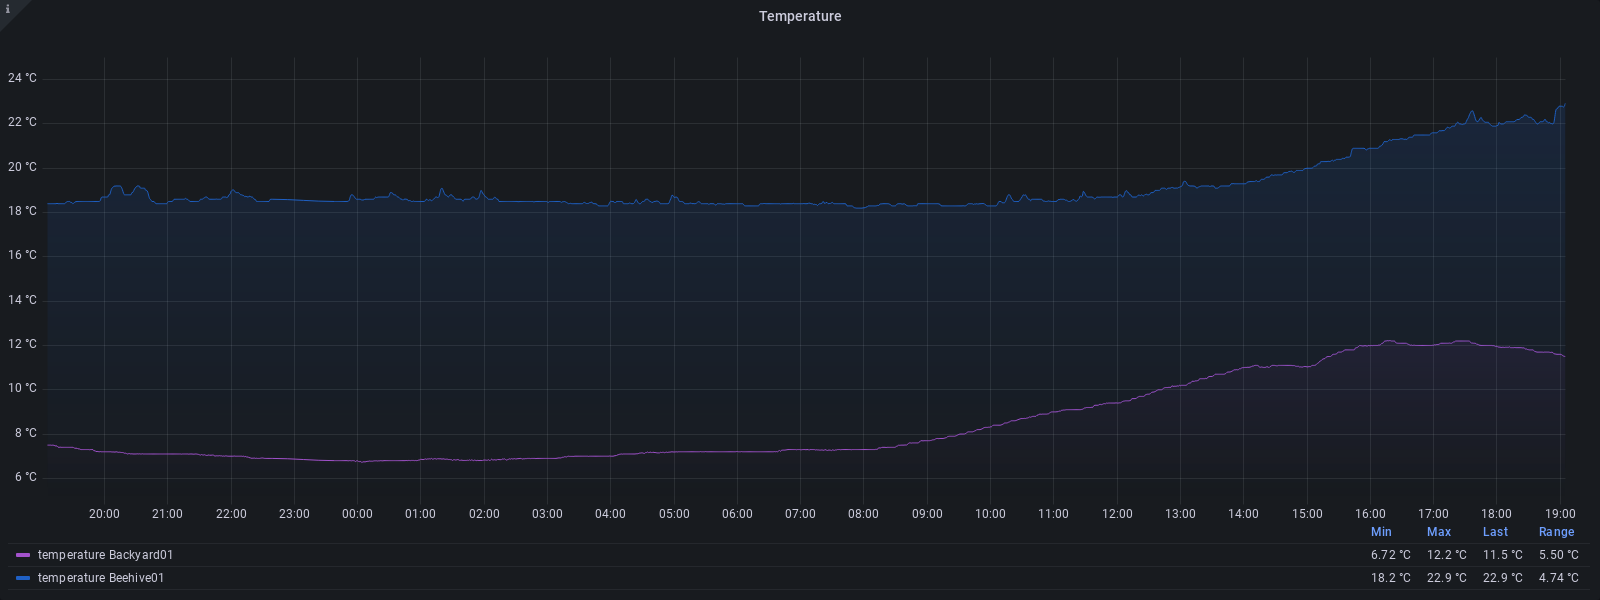 i
Temperature
24 °C
22 °C
20 °C
18 °C
16 °C
14 °C
12 °C
10 °C
8 °C
6 °C
20:00 21:00 22:00 23:00 00:00 01:00 02:00 03:00 04:00 05:00 06:00 07:00 08:00 09:00 10:00 11:00 12:00 13:00 14:00 15:00 16:00 17:00 18:00 19:00
Min Max Last Range
temperature Backyard01 6.72 °C 12.2 °C 11.5 °C 5.50 °C
temperature Beehive01 18.2 °C 22.9 °C 22.9 °C 4.74 °C